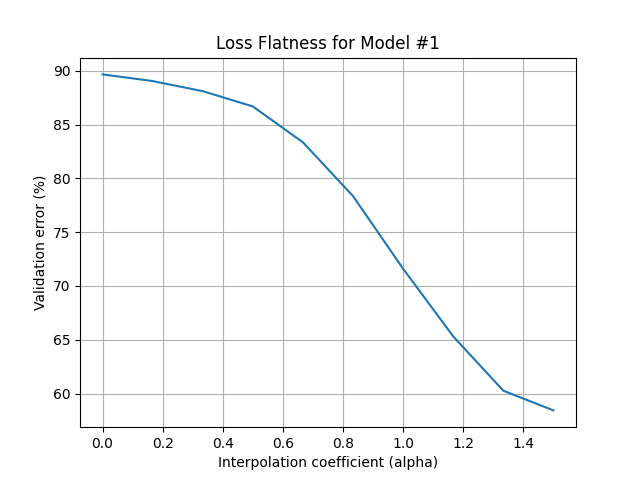 Loss Flatness for Model #1
90
85
80
75
70
65
60
Validation error (%)
0.0 0.2 0.4 0.6 0.8 1.0 1.2 1.4
Interpolation coefficient (alpha)